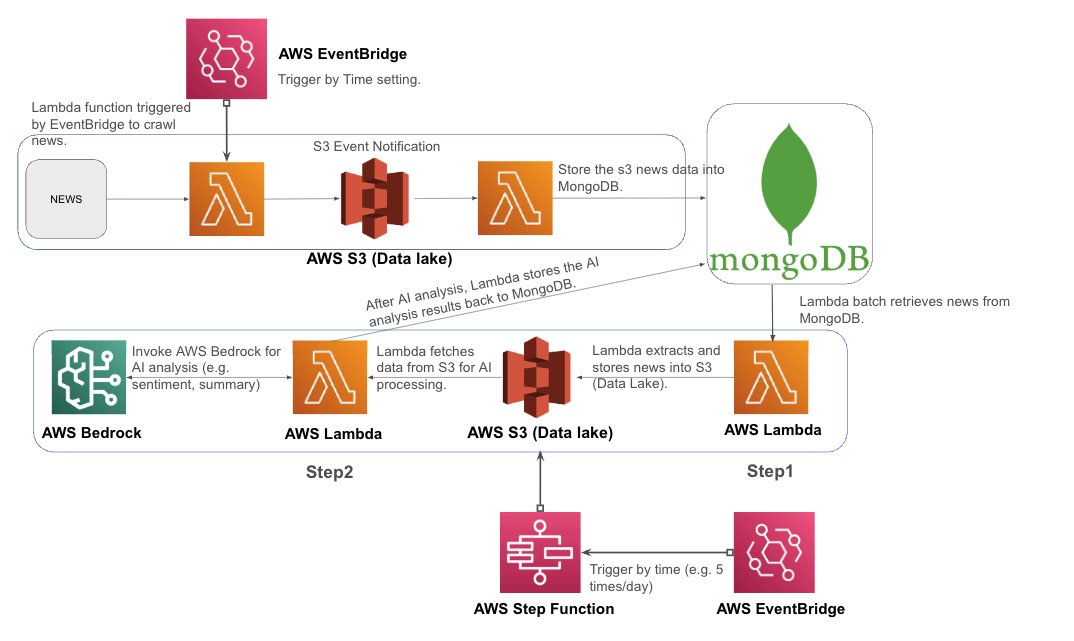 AWS EventBridge
Trigger by Time setting.
Lambda function triggered
by EventBridge to crawl
news.
S3 Event Notification
NEWS
Store the s3 news data into
MongoDB.
mongoDB
AWS S3 (Data lake)
After AI analysis, Lambda stores the AI
analysis results back to MongoDB.
Lambda batch retrieves news from
MongoDB.
Invoke AWS Bedrock for
AI analysis (e.g.
sentiment, summary)
Lambda fetches
data from S3 for AI
processing.
Lambda extracts and
stores news into S3
(Data Lake).
AWS Bedrock
AWS Lambda
AWS S3 (Data lake)
AWS Lambda
Step2
Step1
Trigger by time (e.g. 5
times/day)
AWS Step Function
AWS EventBridge